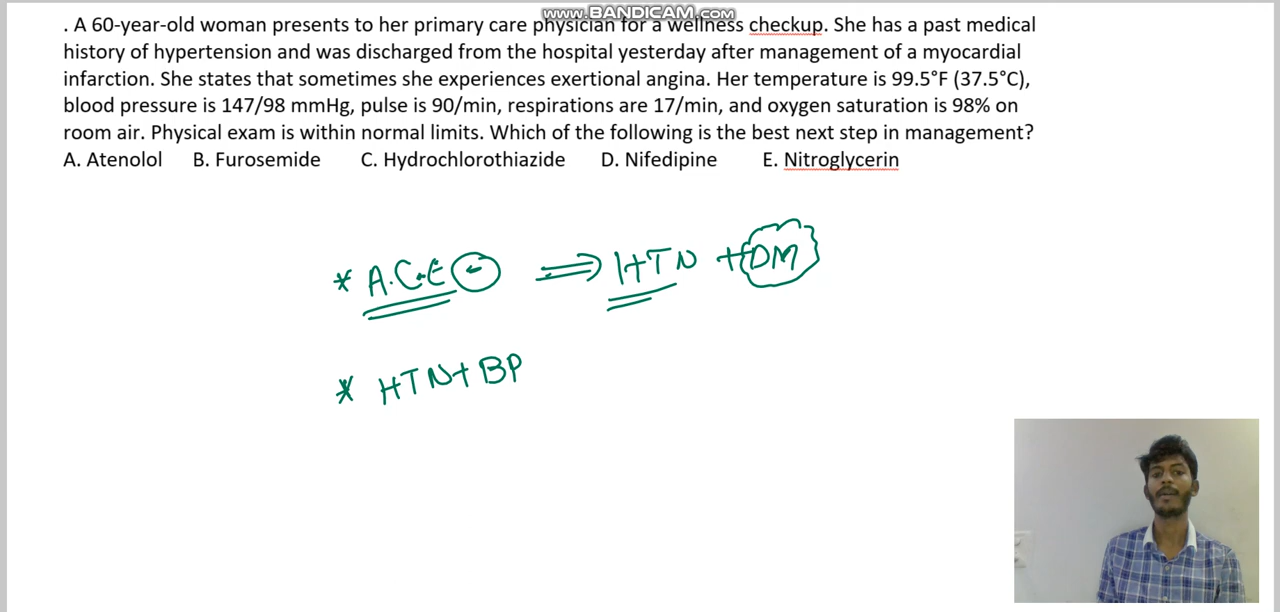 www.BANDICAM.com
. A 60-year-old woman presents to her primary care physician for a wellness checkup. She has a past medical
history of hypertension and was discharged from the hospital yesterday after management of a myocardial
infarction. She states that sometimes she experiences exertional angina. Her temperature is 99.5°F (37.5°C),
blood pressure is 147/98 mmHg, pulse is 90/min, respirations are 17/min, and oxygen saturation is 98% on
room air. Physical exam is within normal limits. Which of the following is the best next step in management?
A. Atenolol B. Furosemide C. Hydrochlorothiazide D. Nifedipine E. Nitroglycerin
* A.C.E - ⇒ HTN + DM
* HTN + BP